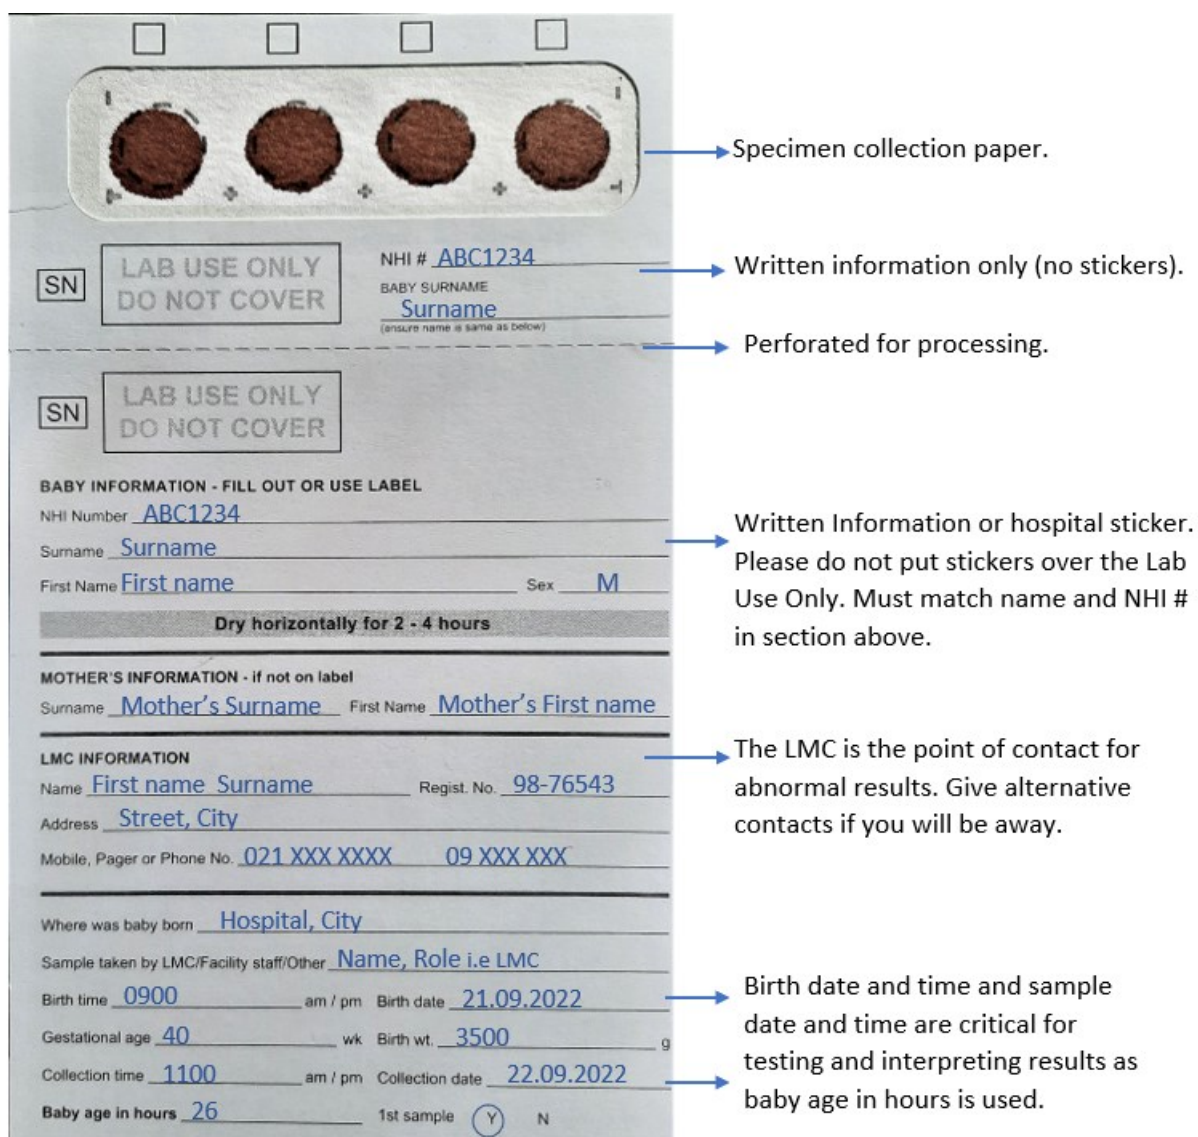 Specimen collection paper.
NHI # ABC1234
Written information only (no stickers).
SN
LAB USE ONLY
DO NOT COVER
BABY SURNAME
Surname
(ensure name is same as below)
Perforated for processing.
SN
LAB USE ONLY
DO NOT COVER
BABY INFORMATION - FILL OUT OR USE LABEL
NHI Number ABC1234
Surname Surname
First Name First name Sex M
Written Information or hospital sticker.
Please do not put stickers over the Lab
Use Only. Must match name and NHI #
in section above.
Dry horizontally for 2 - 4 hours
MOTHER'S INFORMATION - if not on label
Surname Mother's Surname First Name Mother's First name
LMC INFORMATION
Name First name Surname Regist. No. 98-76543
Address Street, City
Mobile, Pager or Phone No. 021 XXX XXXX 09 XXX XXX
The LMC is the point of contact for
abnormal results. Give alternative
contacts if you will be away.
Where was baby born Hospital, City
Sample taken by LMC/Facility staff/Other Name, Role i.e LMC
Birth time 0900 am / pm Birth date 21.09.2022
Gestational age 40 wk Birth wt. 3500 g
Collection time 1100 am / pm Collection date 22.09.2022
Baby age in hours 26 1st sample Y N
Birth date and time and sample
date and time are critical for
testing and interpreting results as
baby age in hours is used.